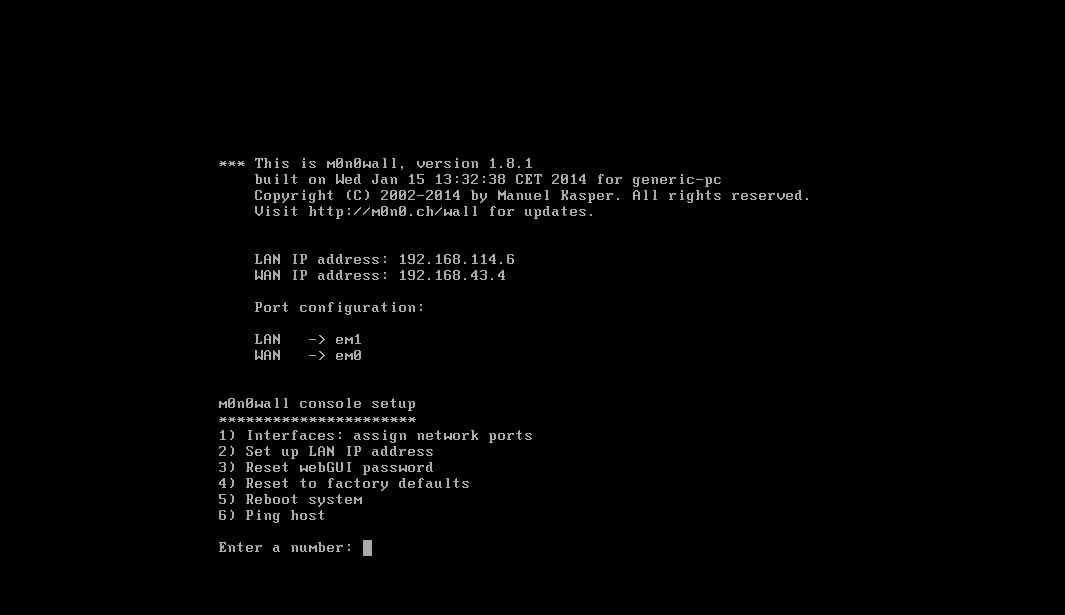 *** This is m0n0wall, version 1.8.1
built on Wed Jan 15 13:32:38 CET 2014 for generic-pc
Copyright (C) 2002-2014 by Manuel Kasper. All rights reserved.
Visit http://m0n0.ch/wall for updates.
LAN IP address: 192.168.114.6
WAN IP address: 192.168.43.4
Port configuration:
LAN -> em1
WAN -> em0
m0n0wall console setup
**********************
1) Interfaces: assign network ports
2) Set up LAN IP address
3) Reset webGUI password
4) Reset to factory defaults
5) Reboot system
6) Ping host
Enter a number: